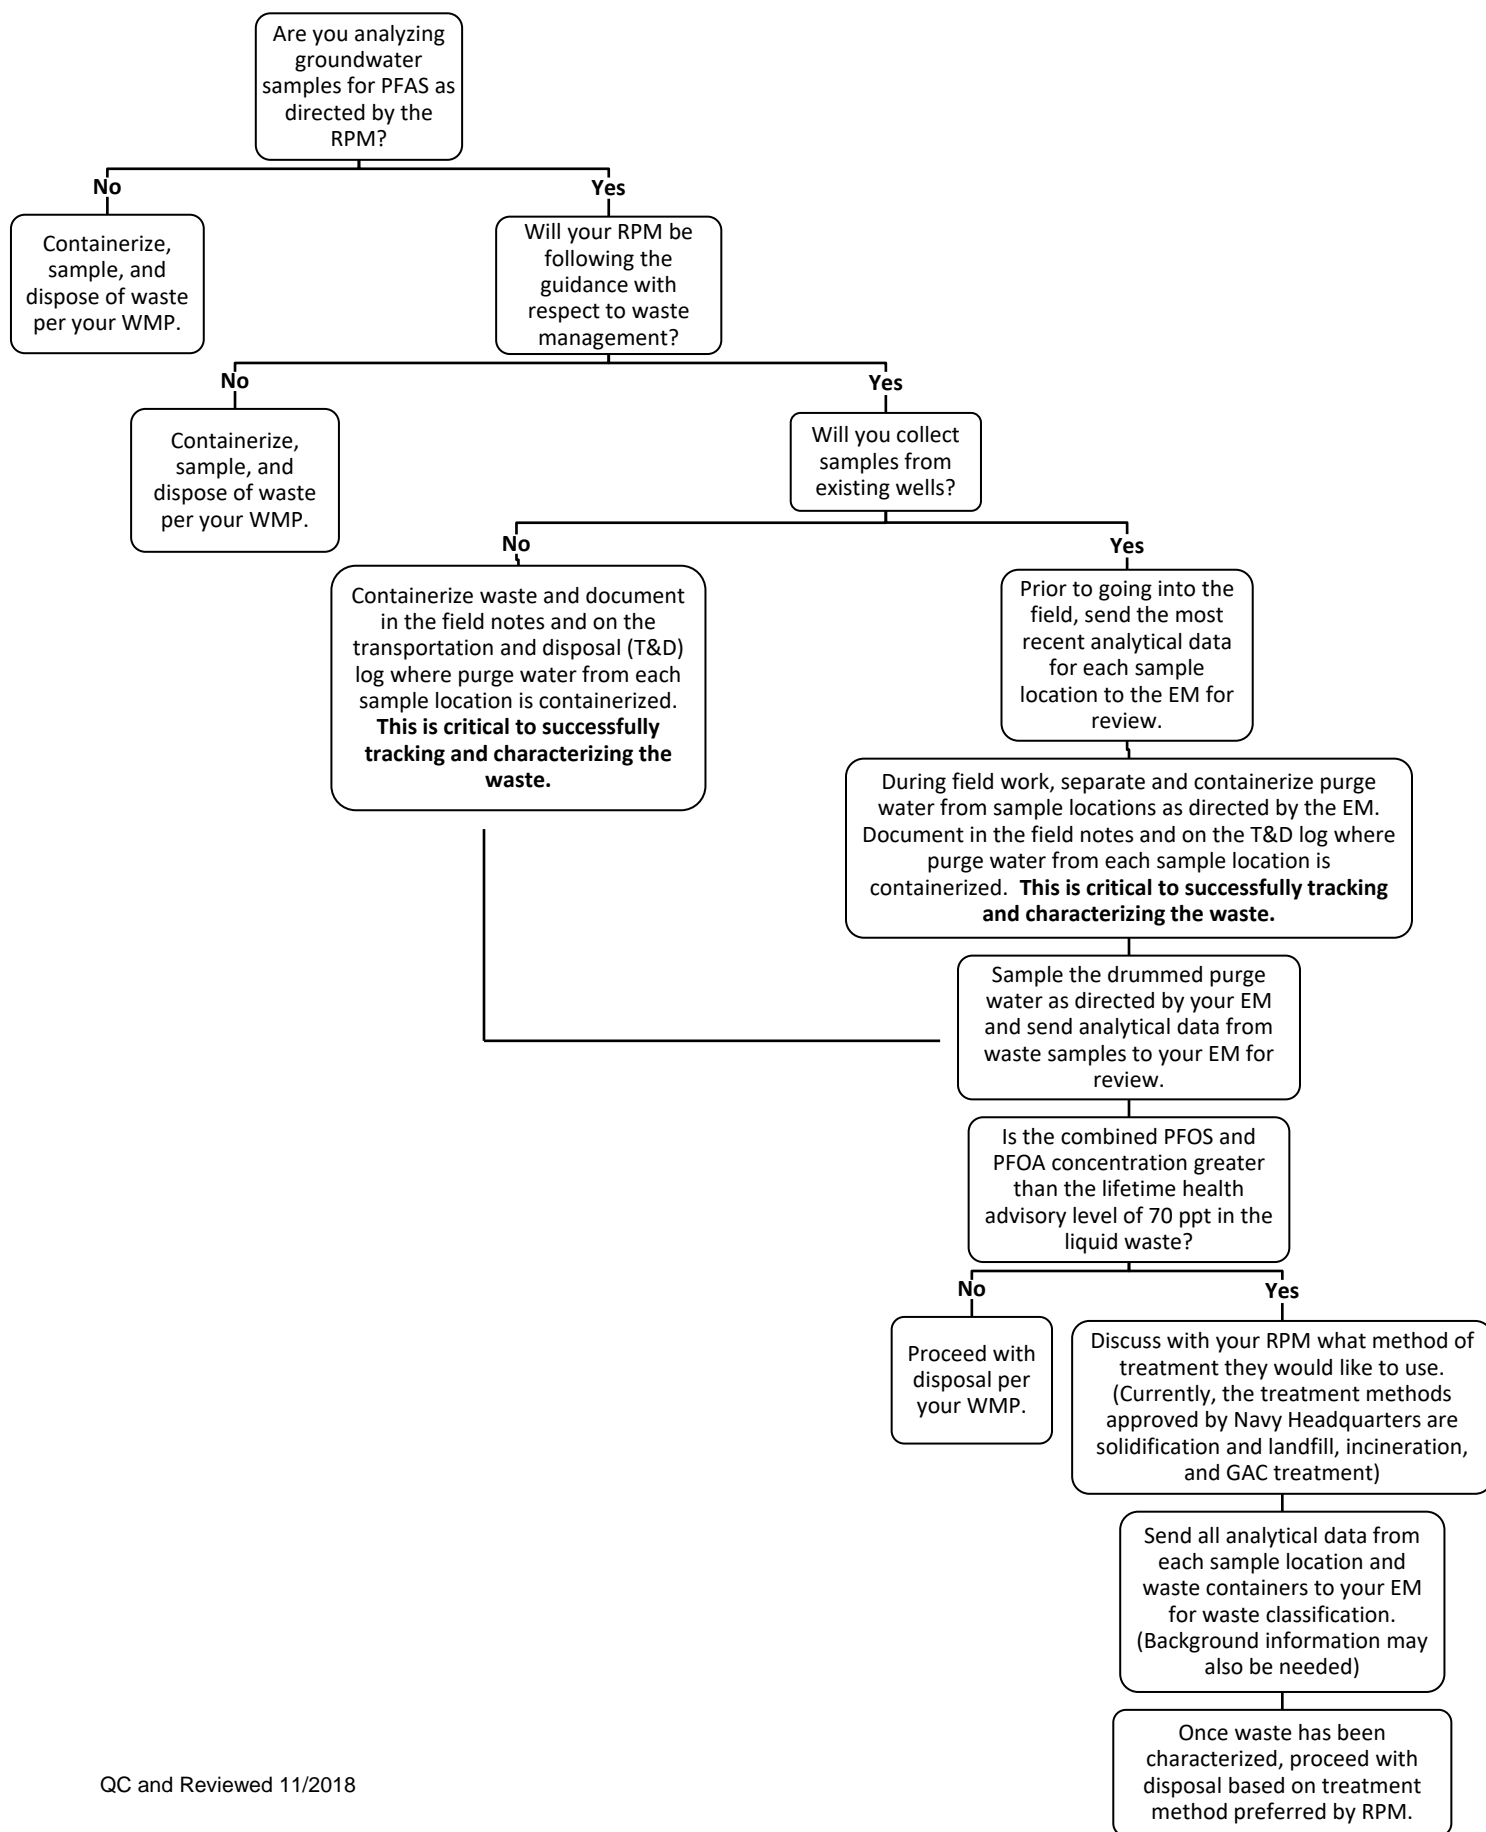 Are you analyzing
groundwater
samples for PFAS as
directed by the
RPM?
No
Yes
Containerize,
sample, and
dispose of waste
per your WMP.
Will your RPM be
following the
guidance with
respect to waste
management?
No
Yes
Containerize,
sample, and
dispose of waste
per your WMP.
Will you collect
samples from
existing wells?
No
Yes
Containerize waste and document
in the field notes and on the
transportation and disposal (T&D)
log where purge water from each
sample location is containerized.
This is critical to successfully
tracking and characterizing the
waste.
Prior to going into the
field, send the most
recent analytical data
for each sample
location to the EM for
review.
During field work, separate and containerize purge
water from sample locations as directed by the EM.
Document in the field notes and on the T&D log where
purge water from each sample location is
containerized. This is critical to successfully tracking
and characterizing the waste.
Sample the drummed purge
water as directed by your EM
and send analytical data from
waste samples to your EM for
review.
Is the combined PFOS and
PFOA concentration greater
than the lifetime health
advisory level of 70 ppt in the
liquid waste?
No
Yes
Proceed with
disposal per
your WMP.
Discuss with your RPM what method of
treatment they would like to use.
(Currently, the treatment methods
approved by Navy Headquarters are
solidification and landfill, incineration,
and GAC treatment)
Send all analytical data from
each sample location and
waste containers to your EM
for waste classification.
(Background information may
also be needed)
Once waste has been
characterized, proceed with
disposal based on treatment
method preferred by RPM.
QC and Reviewed 11/2018